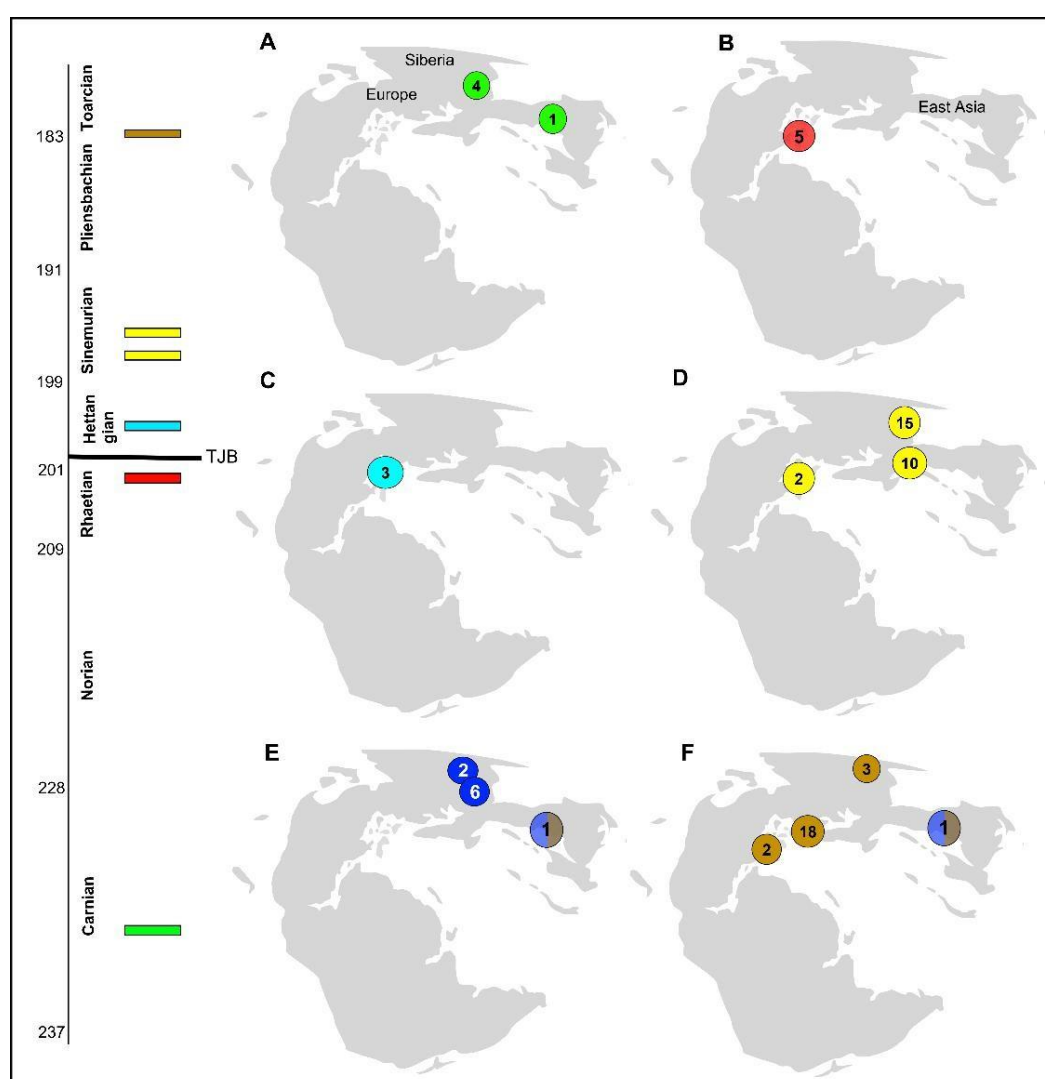 Toarcian
183
Pliensbachian
191
Sinemurian
199
Hettan
gian
TJB
201
Rhaetian
209
Norian
228
Carnian
237
A
Siberia
Europe
4
1
B
East Asia
5
C
3
D
15
10
2
E
2
6
1
F
3
18
2
1